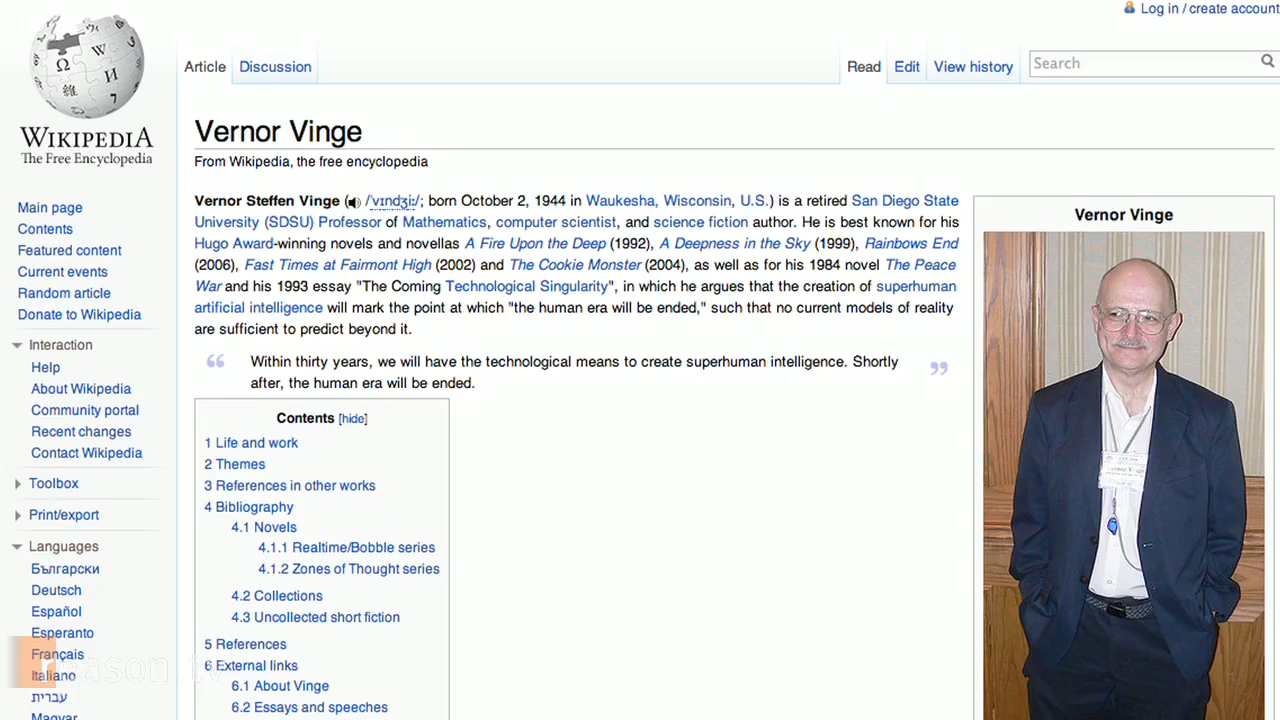 Log in / create account
Article
Discussion
Read
Edit
View history
Search
WIKIPEDIA
The Free Encyclopedia
Main page
Contents
Featured content
Current events
Random article
Donate to Wikipedia
Interaction
Help
About Wikipedia
Community portal
Recent changes
Contact Wikipedia
Toolbox
Print/export
Languages
Български
Deutsch
Español
Esperanto
Français
Italiano
עברית
Magyar
Vernor Vinge
From Wikipedia, the free encyclopedia
Vernor Steffen Vinge ( /ˈvɪndʒiː/; born October 2, 1944 in Waukesha, Wisconsin, U.S.) is a retired San Diego State
University (SDSU) Professor of Mathematics, computer scientist, and science fiction author. He is best known for his
Hugo Award-winning novels and novellas A Fire Upon the Deep (1992), A Deepness in the Sky (1999), Rainbows End
(2006), Fast Times at Fairmont High (2002) and The Cookie Monster (2004), as well as for his 1984 novel The Peace
War and his 1993 essay "The Coming Technological Singularity", in which he argues that the creation of superhuman
artificial intelligence will mark the point at which "the human era will be ended," such that no current models of reality
are sufficient to predict beyond it.
“ Within thirty years, we will have the technological means to create superhuman intelligence. Shortly ”
after, the human era will be ended.
Contents [hide]
1 Life and work
2 Themes
3 References in other works
4 Bibliography
4.1 Novels
4.1.1 Realtime/Bobble series
4.1.2 Zones of Thought series
4.2 Collections
4.3 Uncollected short fiction
5 References
6 External links
6.1 About Vinge
6.2 Essays and speeches
Vernor Vinge
Vernor Vinge
reason.tv